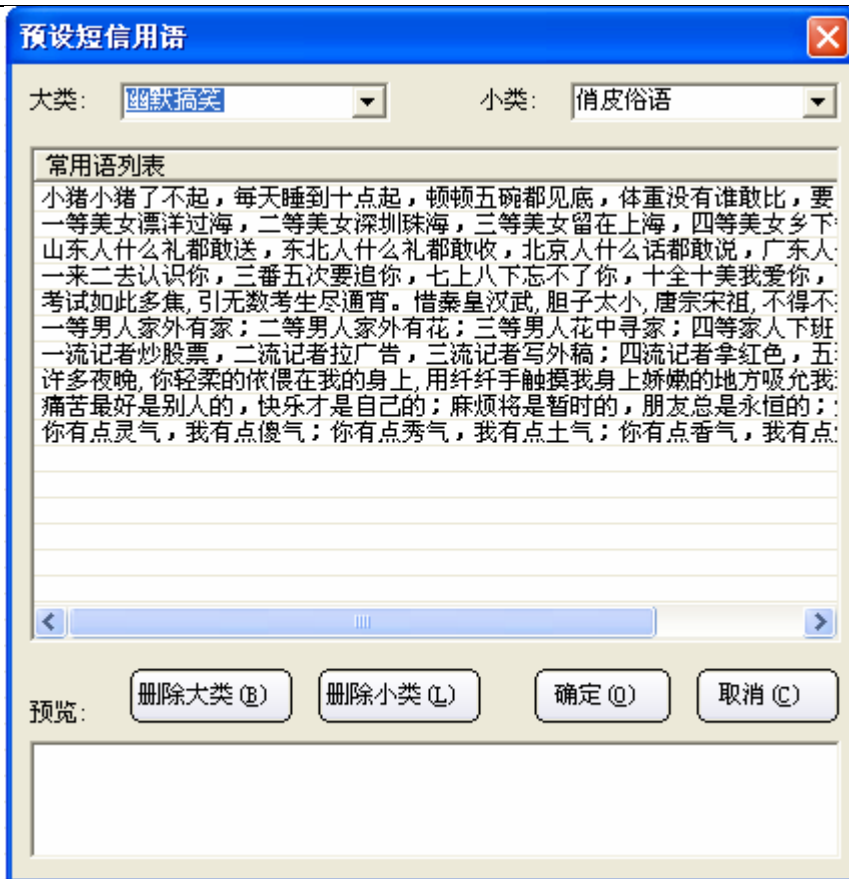 预设短信用语
大类: 幽默搞笑 小类: 俏皮俗语
常用语列表
小猪小猪了不起，每天睡到十点起，顿顿五碗都见底，体重没有谁敢比，要
一等美女漂洋过海，二等美女深圳珠海，三等美女留在上海，四等美女乡下
山东人什么礼都敢送，东北人什么礼都敢收，北京人什么话都敢说，广东人
一来二去认识你，三番五次要追你，七上八下忘不了你，十全十美我爱你，
考试如此多焦,引无数考生尽通宵。惜秦皇汉武,胆子太小,唐宗宋祖,不得不
一等男人家外有家；二等男人家外有花；三等男人花中寻家；四等家人下班
一流记者炒股票，二流记者拉广告，三流记者写外稿；四流记者拿红色，五
许多夜晚,你轻柔的依偎在我的身上,用纤纤手触摸我身上娇嫩的地方吸允我
痛苦最好是别人的，快乐才是自己的；麻烦将是暂时的，朋友总是永恒的；
你有点灵气，我有点傻气；你有点秀气，我有点土气；你有点香气，我有点
预览: 删除大类(B) 删除小类(L) 确定(O) 取消(C)